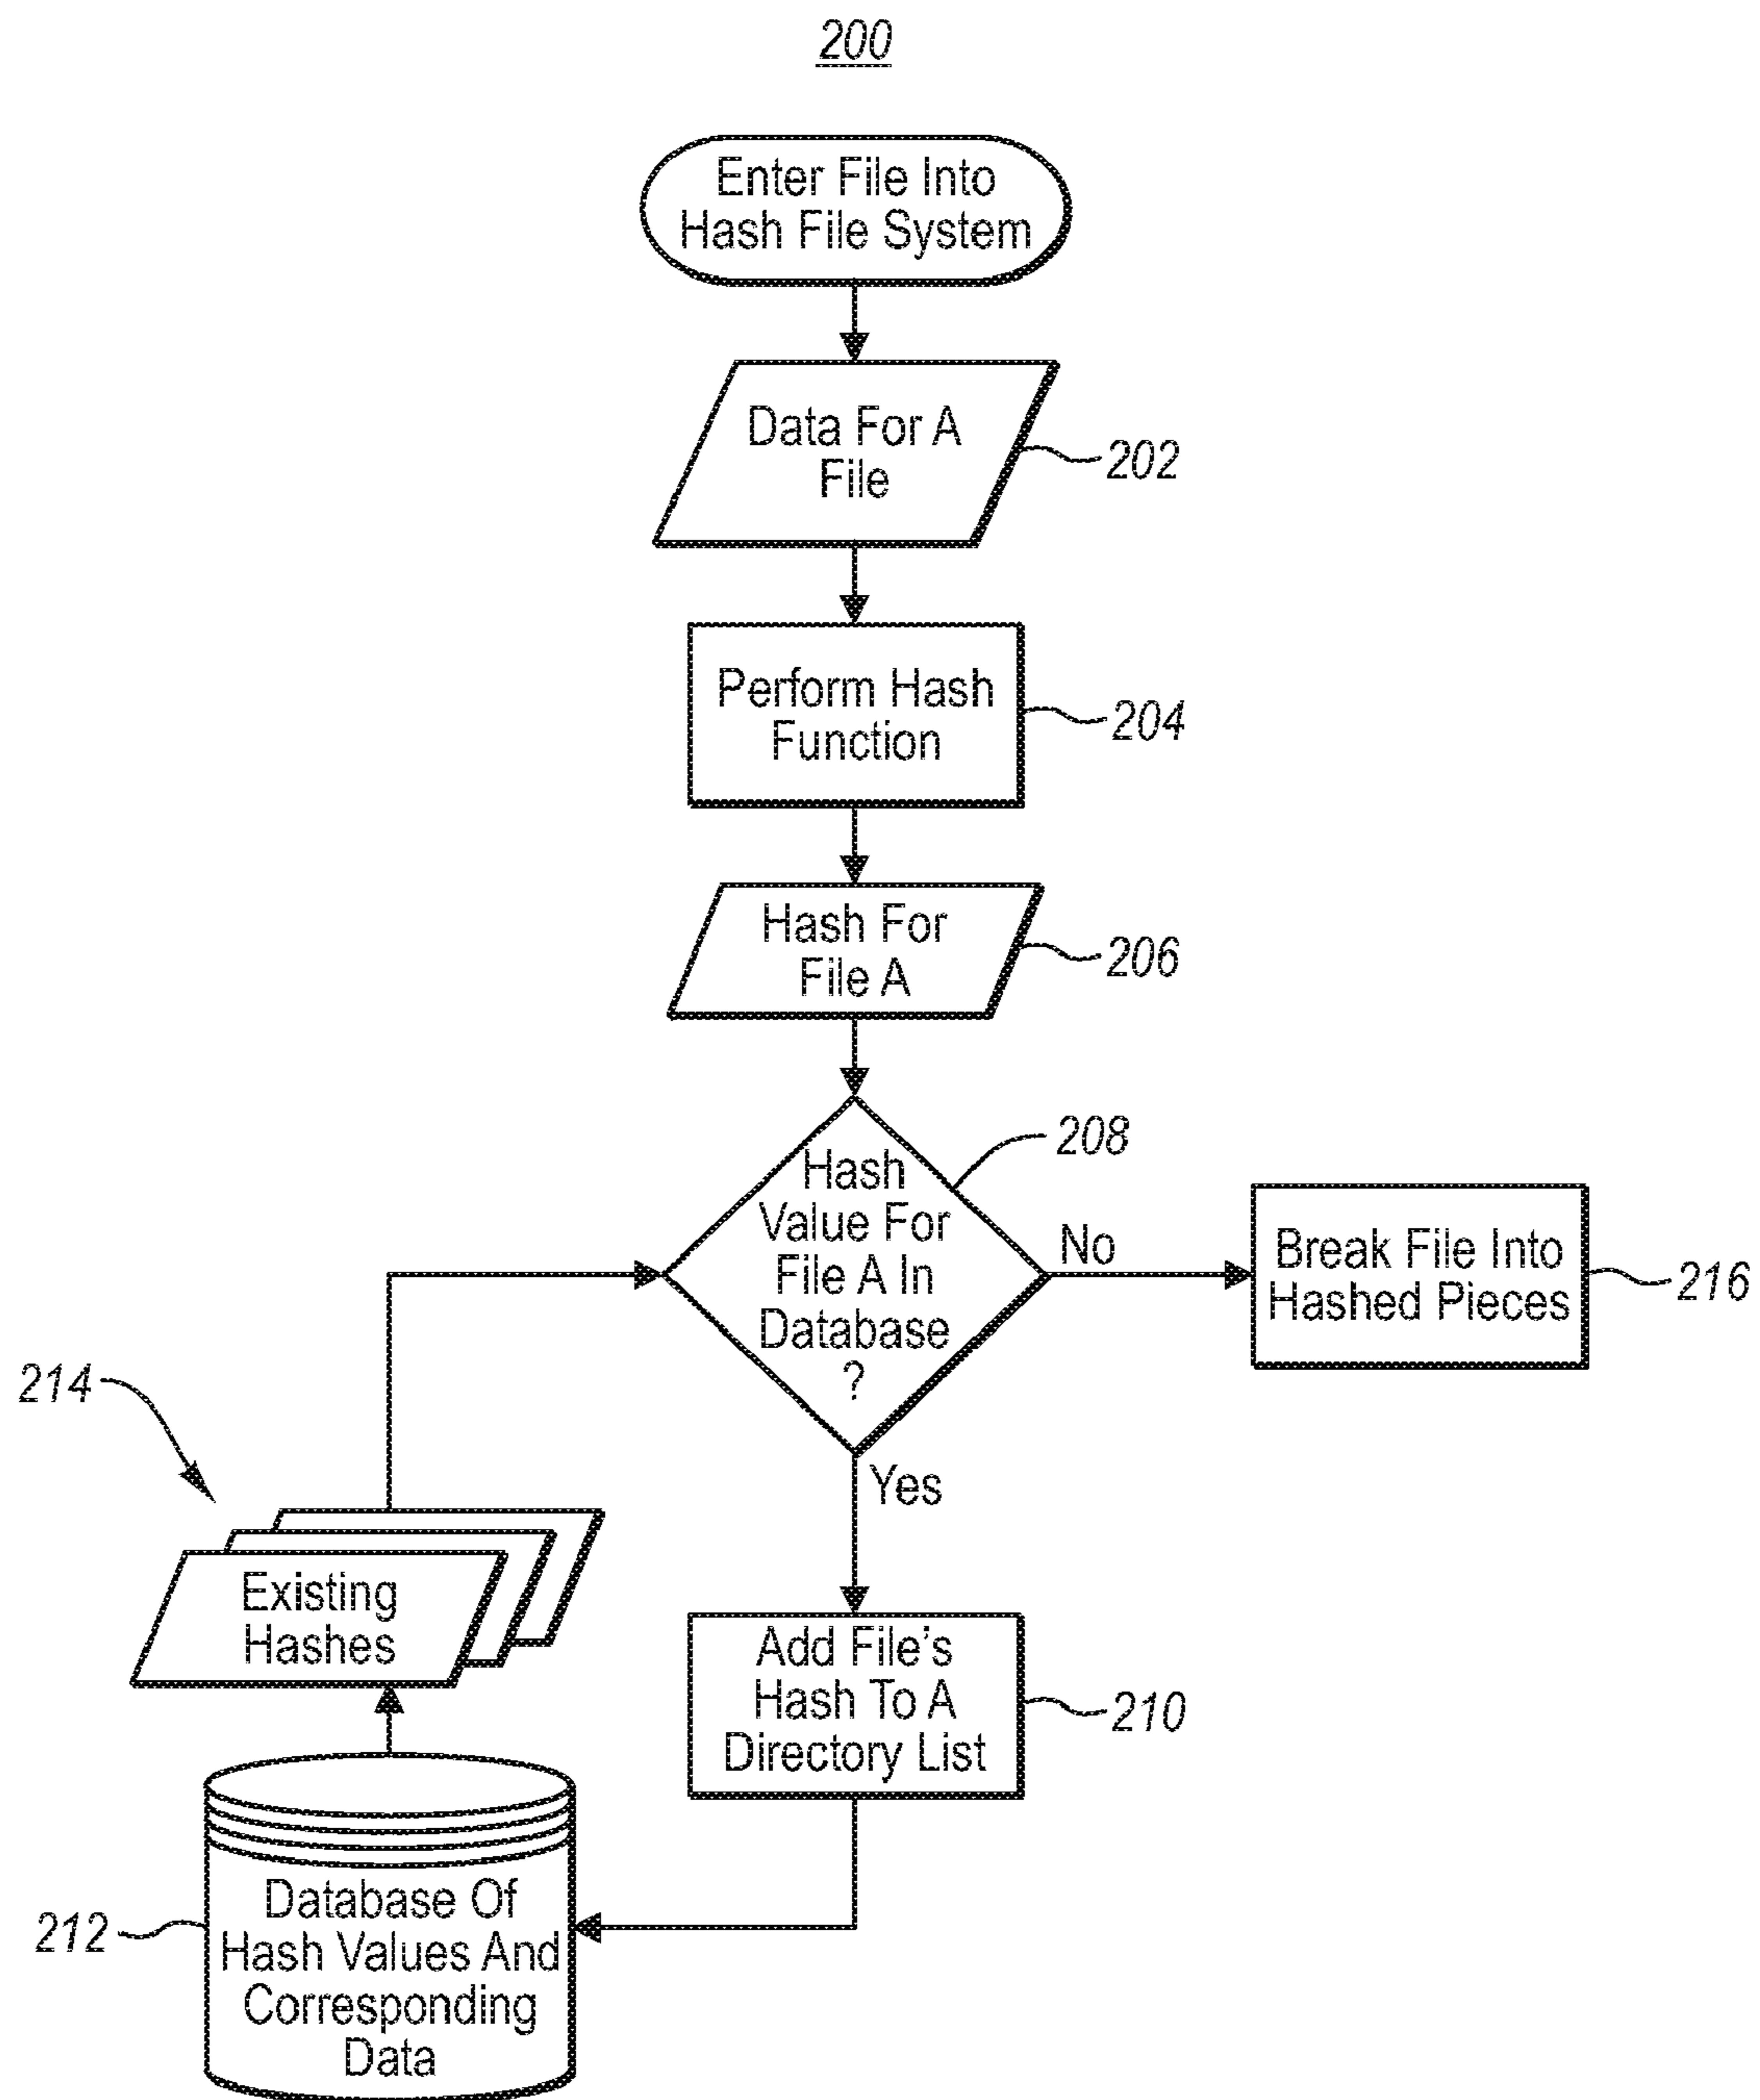 200
Enter File Into
Hash File System
Data For A
File
202
Perform Hash
Function
204
Hash For
File A
206
Hash
Value For
File A In
Database
?
208
No
Break File Into
Hashed Pieces
216
Yes
214
Existing
Hashes
Add File's
Hash To A
Directory List
210
212
Database Of
Hash Values And
Corresponding
Data